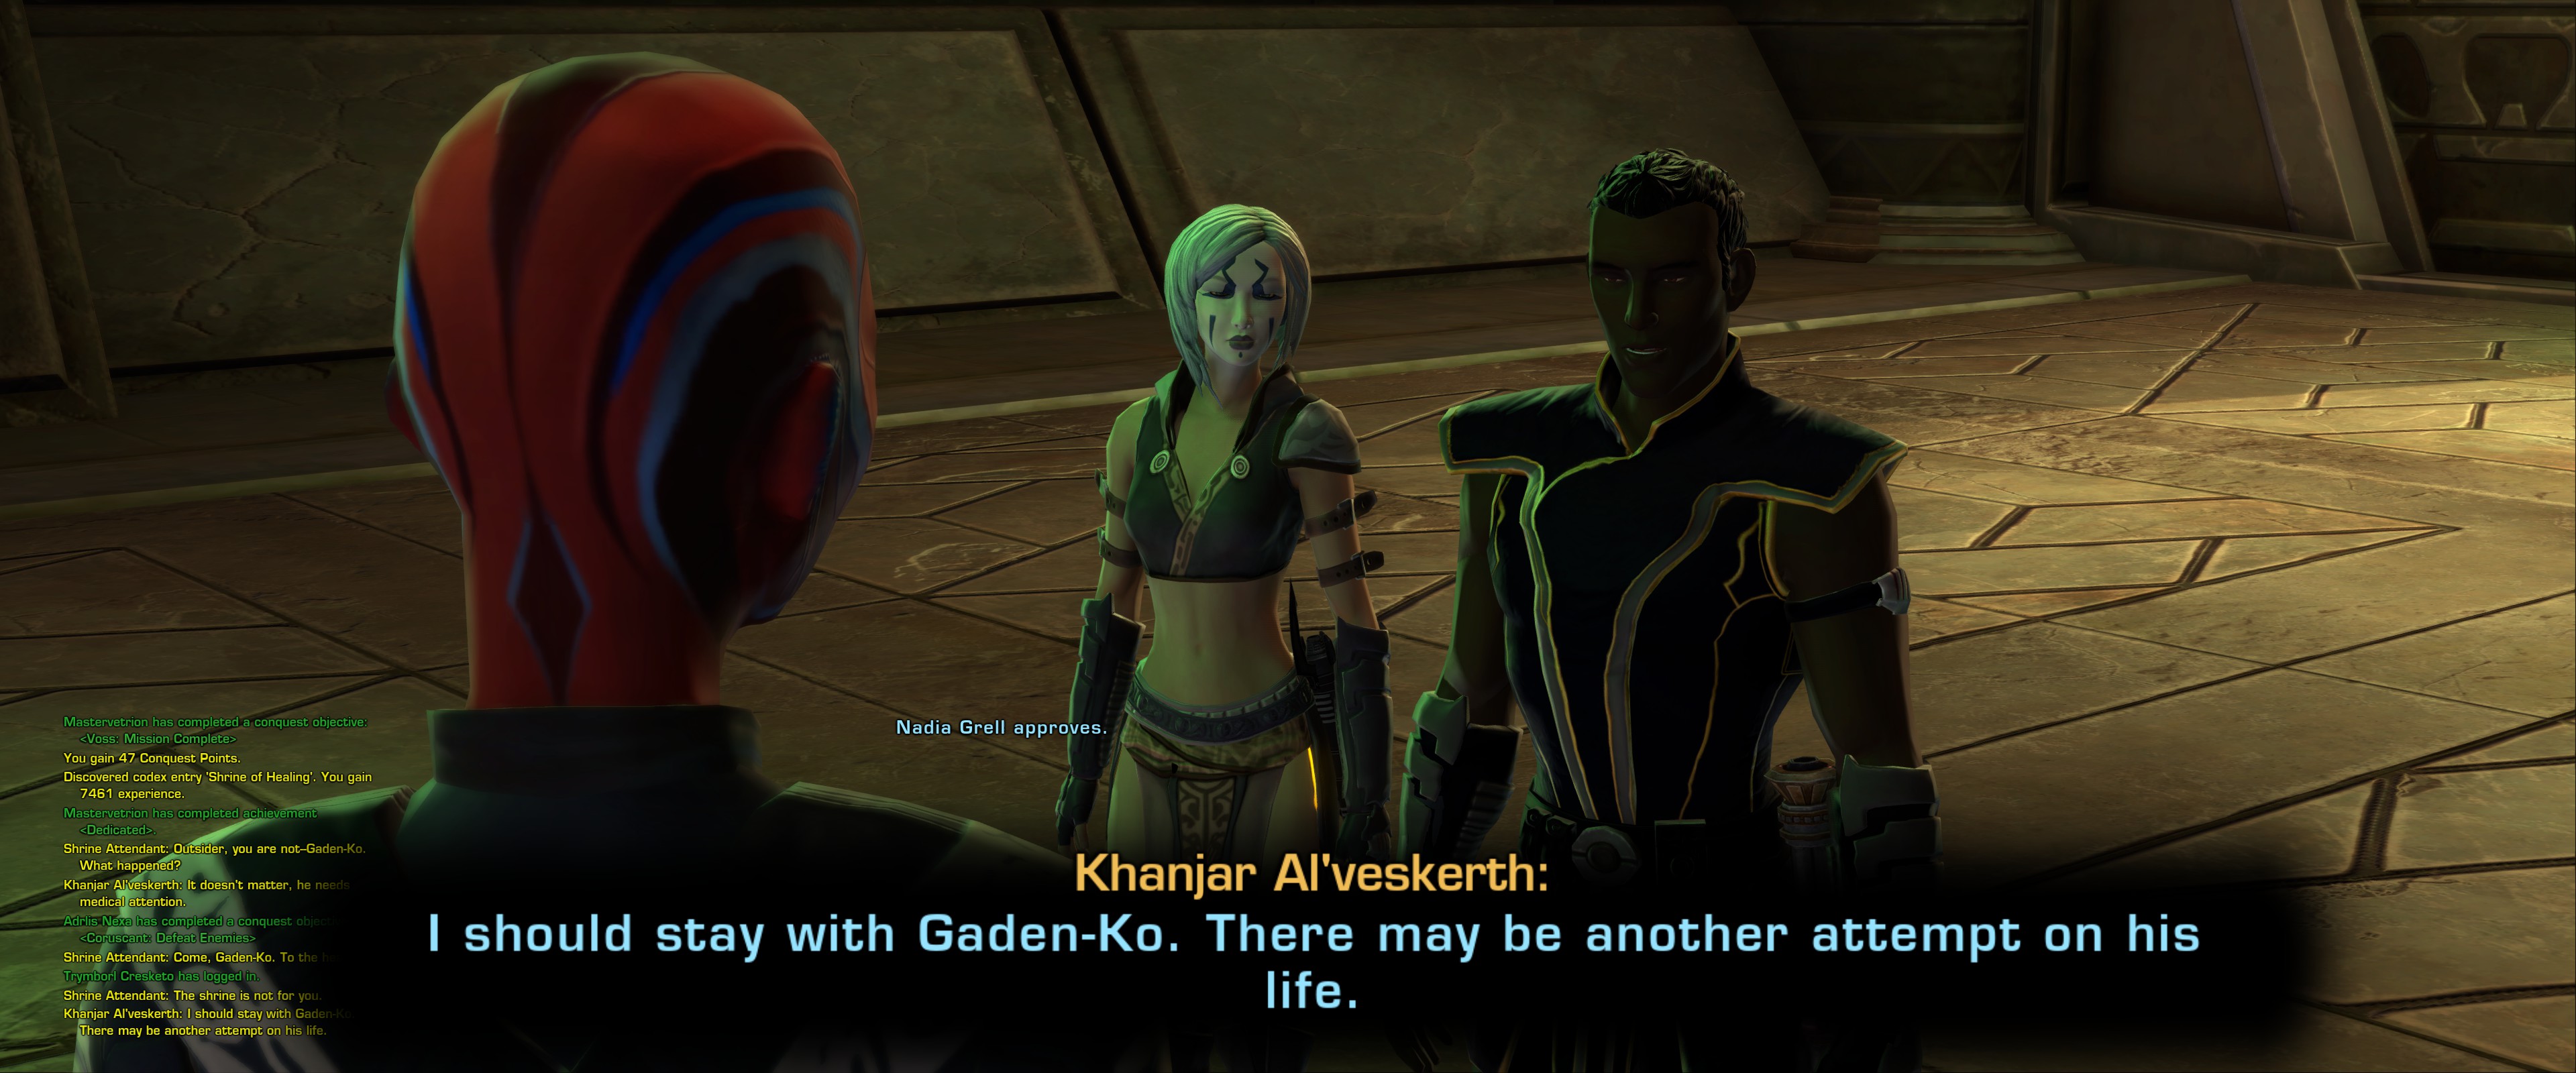 Nadia Grell approves.
Mastervetrion has completed a conquest objective:
<Voss: Mission Complete>
You gain 47 Conquest Points.
Discovered codex entry 'Shrine of Healing'. You gain
7461 experience.
Mastervetrion has completed achievement
<Dedicated>.
Shrine Attendant: Outsider, you are not–Gaden-Ko.
What happened?
Khanjar Al'veskerth: It doesn't matter, he needs
medical attention.
Adrlis Nexa has completed a conquest
<Coruscant: Defeat Enemies>
Shrine Attendant: Come, Gaden-Ko. To the
Trymborl Cresketo has logged in.
Shrine Attendant: The shrine is not for you.
Khanjar Al'veskerth: I should stay with Gaden-Ko.
There may be another attempt on his life.
Khanjar Al'veskerth:
I should stay with Gaden-Ko. There may be another attempt on his
life.